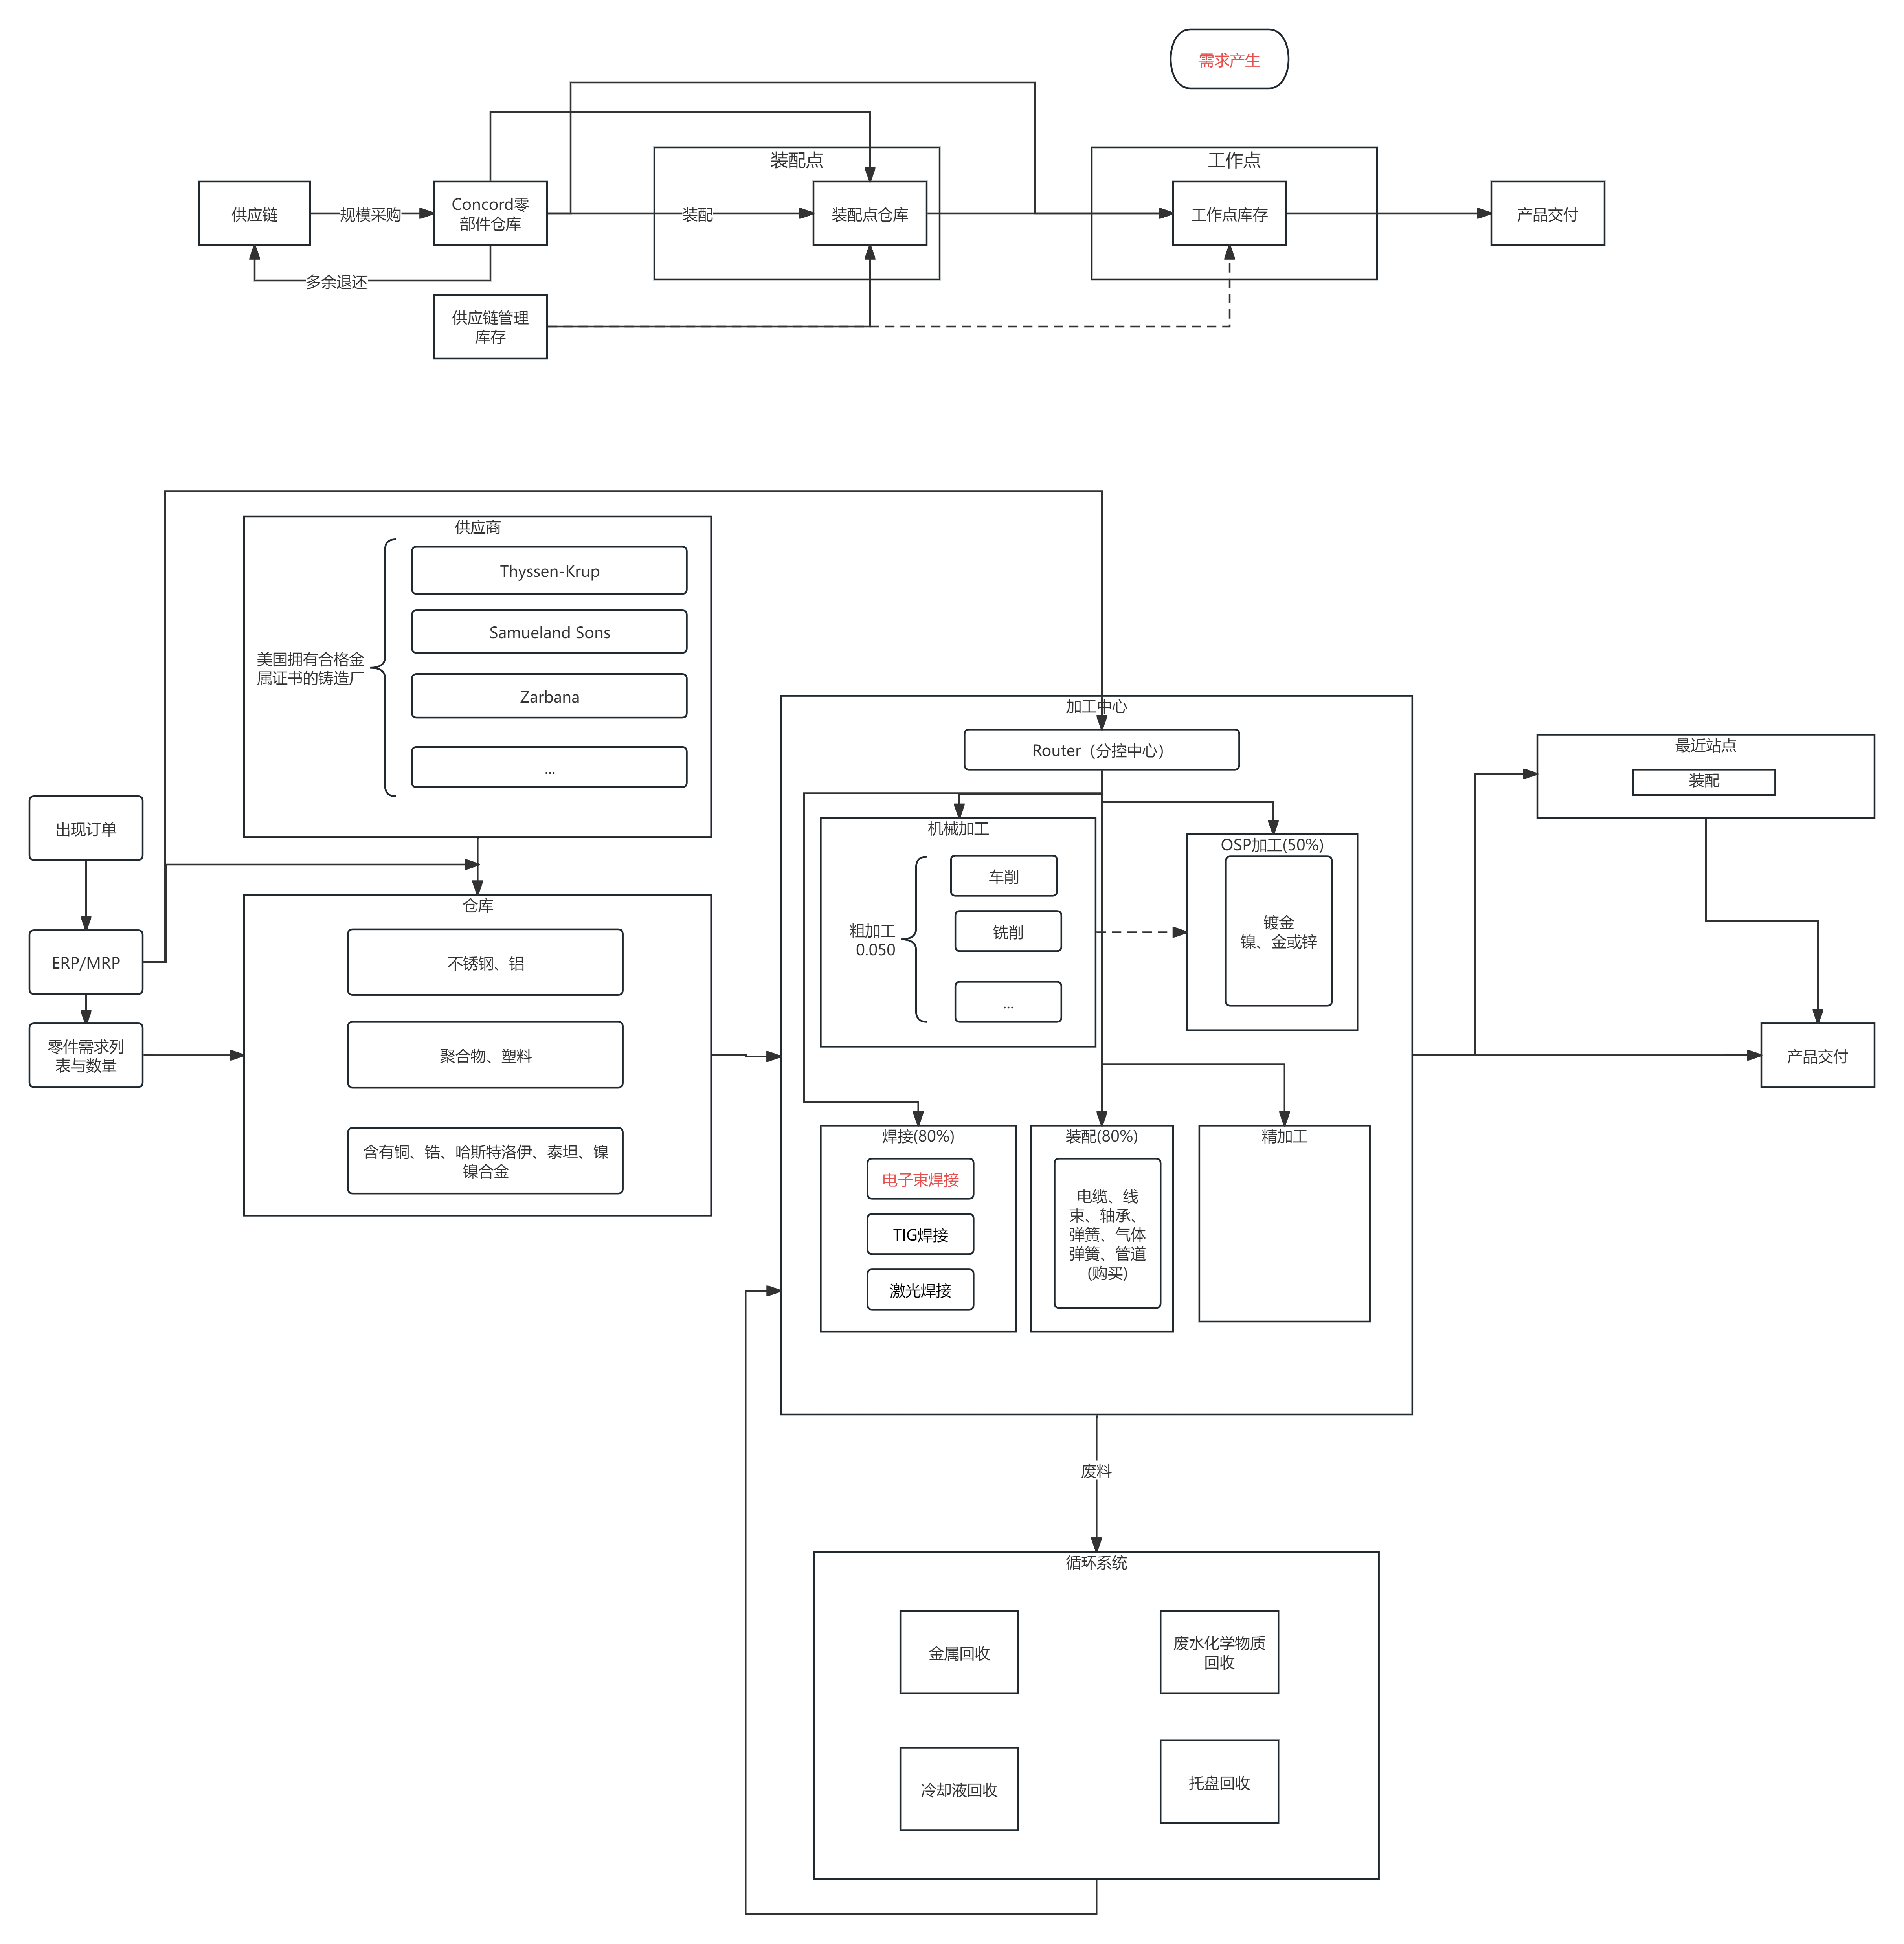 需求产生
装配点
工作点
供应链
规模采购
Concord零
部件仓库
装配
装配点仓库
工作点库存
产品交付
多余退还
供应链管理
库存
供应商
Thyssen-Krup
Samueland Sons
美国拥有合格金
属证书的铸造厂
Zarbana
...
加工中心
Router（分控中心）
最近站点
装配
出现订单
机械加工
OSP加工(50%)
车削
粗加工
0.050
铣削
...
镀金
镍、金或锌
仓库
ERP/MRP
不锈钢、铝
零件需求列
表与数量
聚合物、塑料
产品交付
含有铜、锆、哈斯特洛伊、泰坦、镍
镍合金
焊接(80%)
装配(80%)
精加工
电子束焊接
TIG焊接
激光焊接
电缆、线
束、轴承、
弹簧、气体
弹簧、管道
(购买)
废料
循环系统
金属回收
废水化学物质
回收
冷却液回收
托盘回收